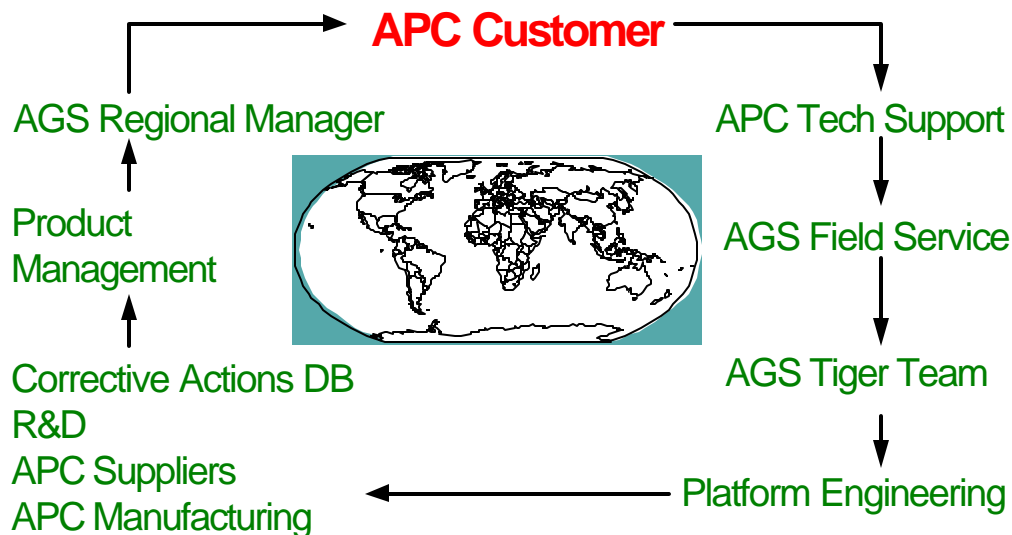 APC Customer
AGS Regional Manager
APC Tech Support
Product
Management
AGS Field Service
Corrective Actions DB
R&D
APC Suppliers
APC Manufacturing
AGS Tiger Team
Platform Engineering